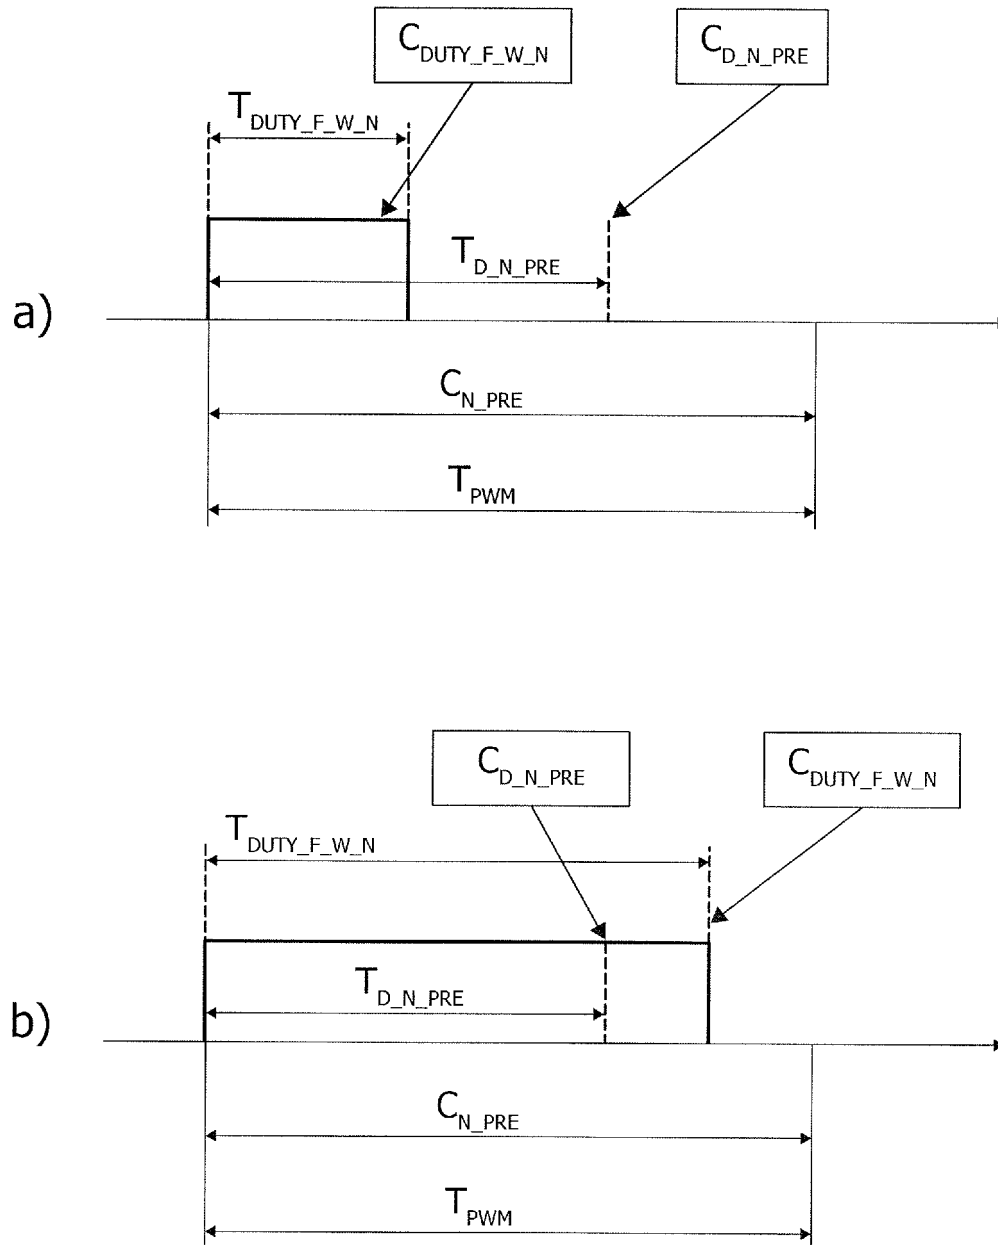 C_DUTY_F_W_N
C_D_N_PRE
T_DUTY_F_W_N
T_D_N_PRE
a)
C_N_PRE
T_PWM
C_D_N_PRE
C_DUTY_F_W_N
T_DUTY_F_W_N
T_D_N_PRE
b)
C_N_PRE
T_PWM